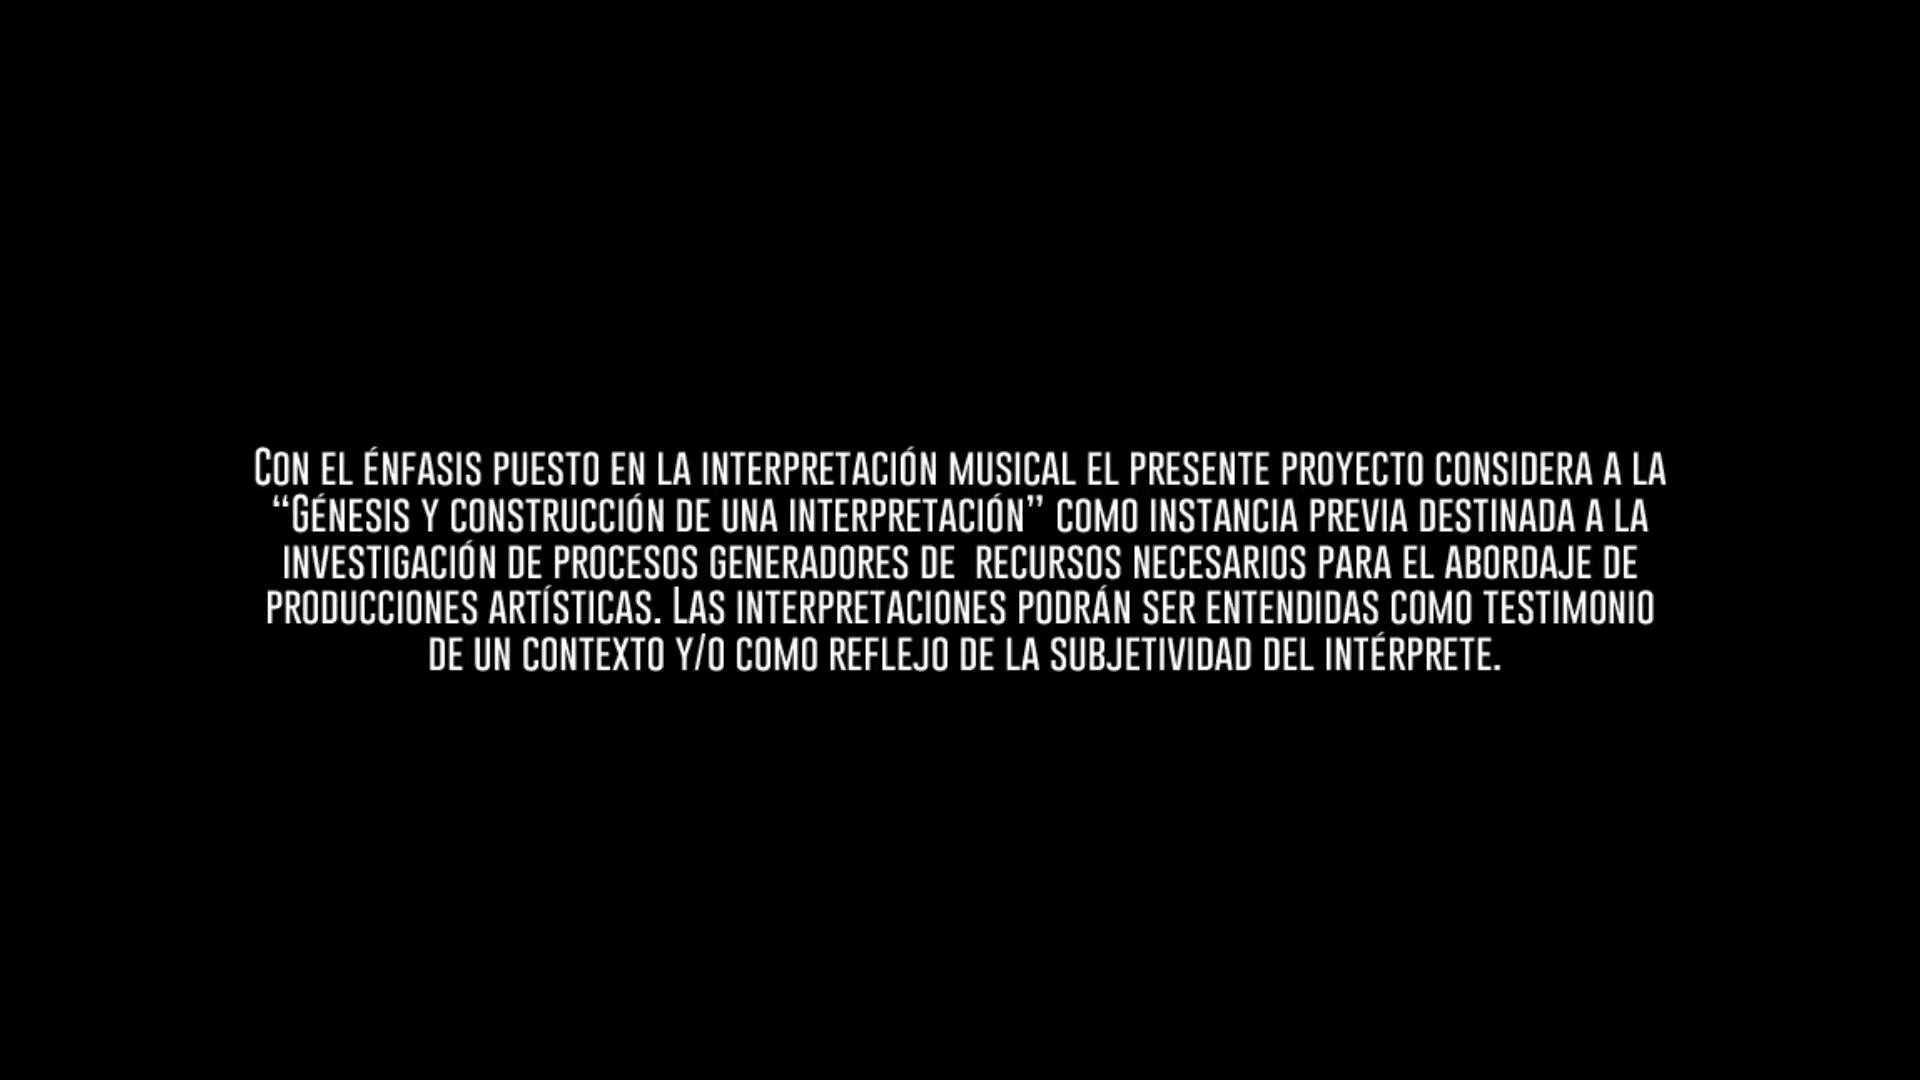 Con el énfasis puesto en la interpretación musical el presente proyecto considera a la
“Génesis y construcción de una interpretación” como instancia previa destinada a la
investigación de procesos generadores de  recursos necesarios para el abordaje de
producciones artísticas. Las interpretaciones podrán ser entendidas como testimonio
de un contexto y/o como reflejo de la subjetividad del intérprete.